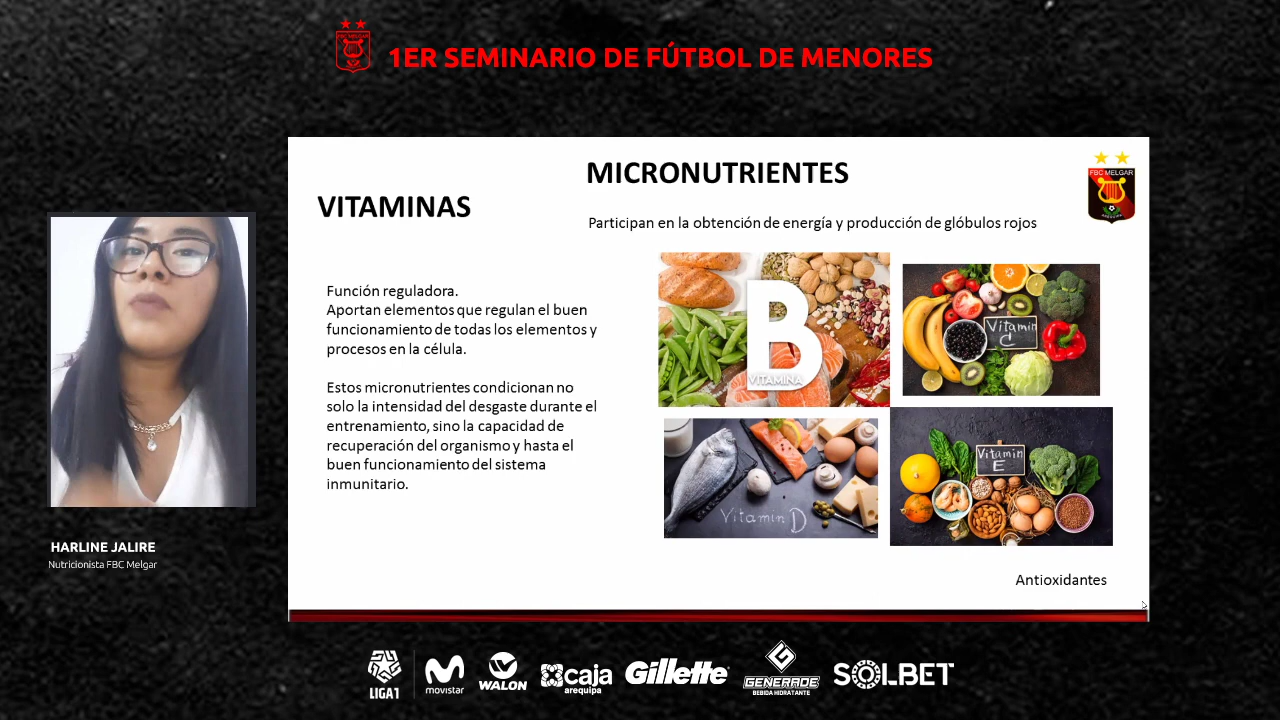 FBC MELGAR
1ER SEMINARIO DE FÚTBOL DE MENORES
MICRONUTRIENTES
FBC MELGAR
VITAMINAS
Participan en la obtención de energía y producción de glóbulos rojos
Función reguladora.
Aportan elementos que regulan el buen
funcionamiento de todas los elementos y
procesos en la célula.
Estos micronutrientes condicionan no
solo la intensidad del desgaste durante el
entrenamiento, sino la capacidad de
recuperación del organismo y hasta el
buen funcionamiento del sistema
inmunitario.
B
VITAMINA
Vitamin
C
Vitamin D
Vitamin
E
Antioxidantes
HARLINE JALIRE
Nutricionista FBC Melgar
LIGA1
movistar
WALON
caja
arequipa
Gillette
GENERADE
BEBIDA HIDRATANTE
SOLBET